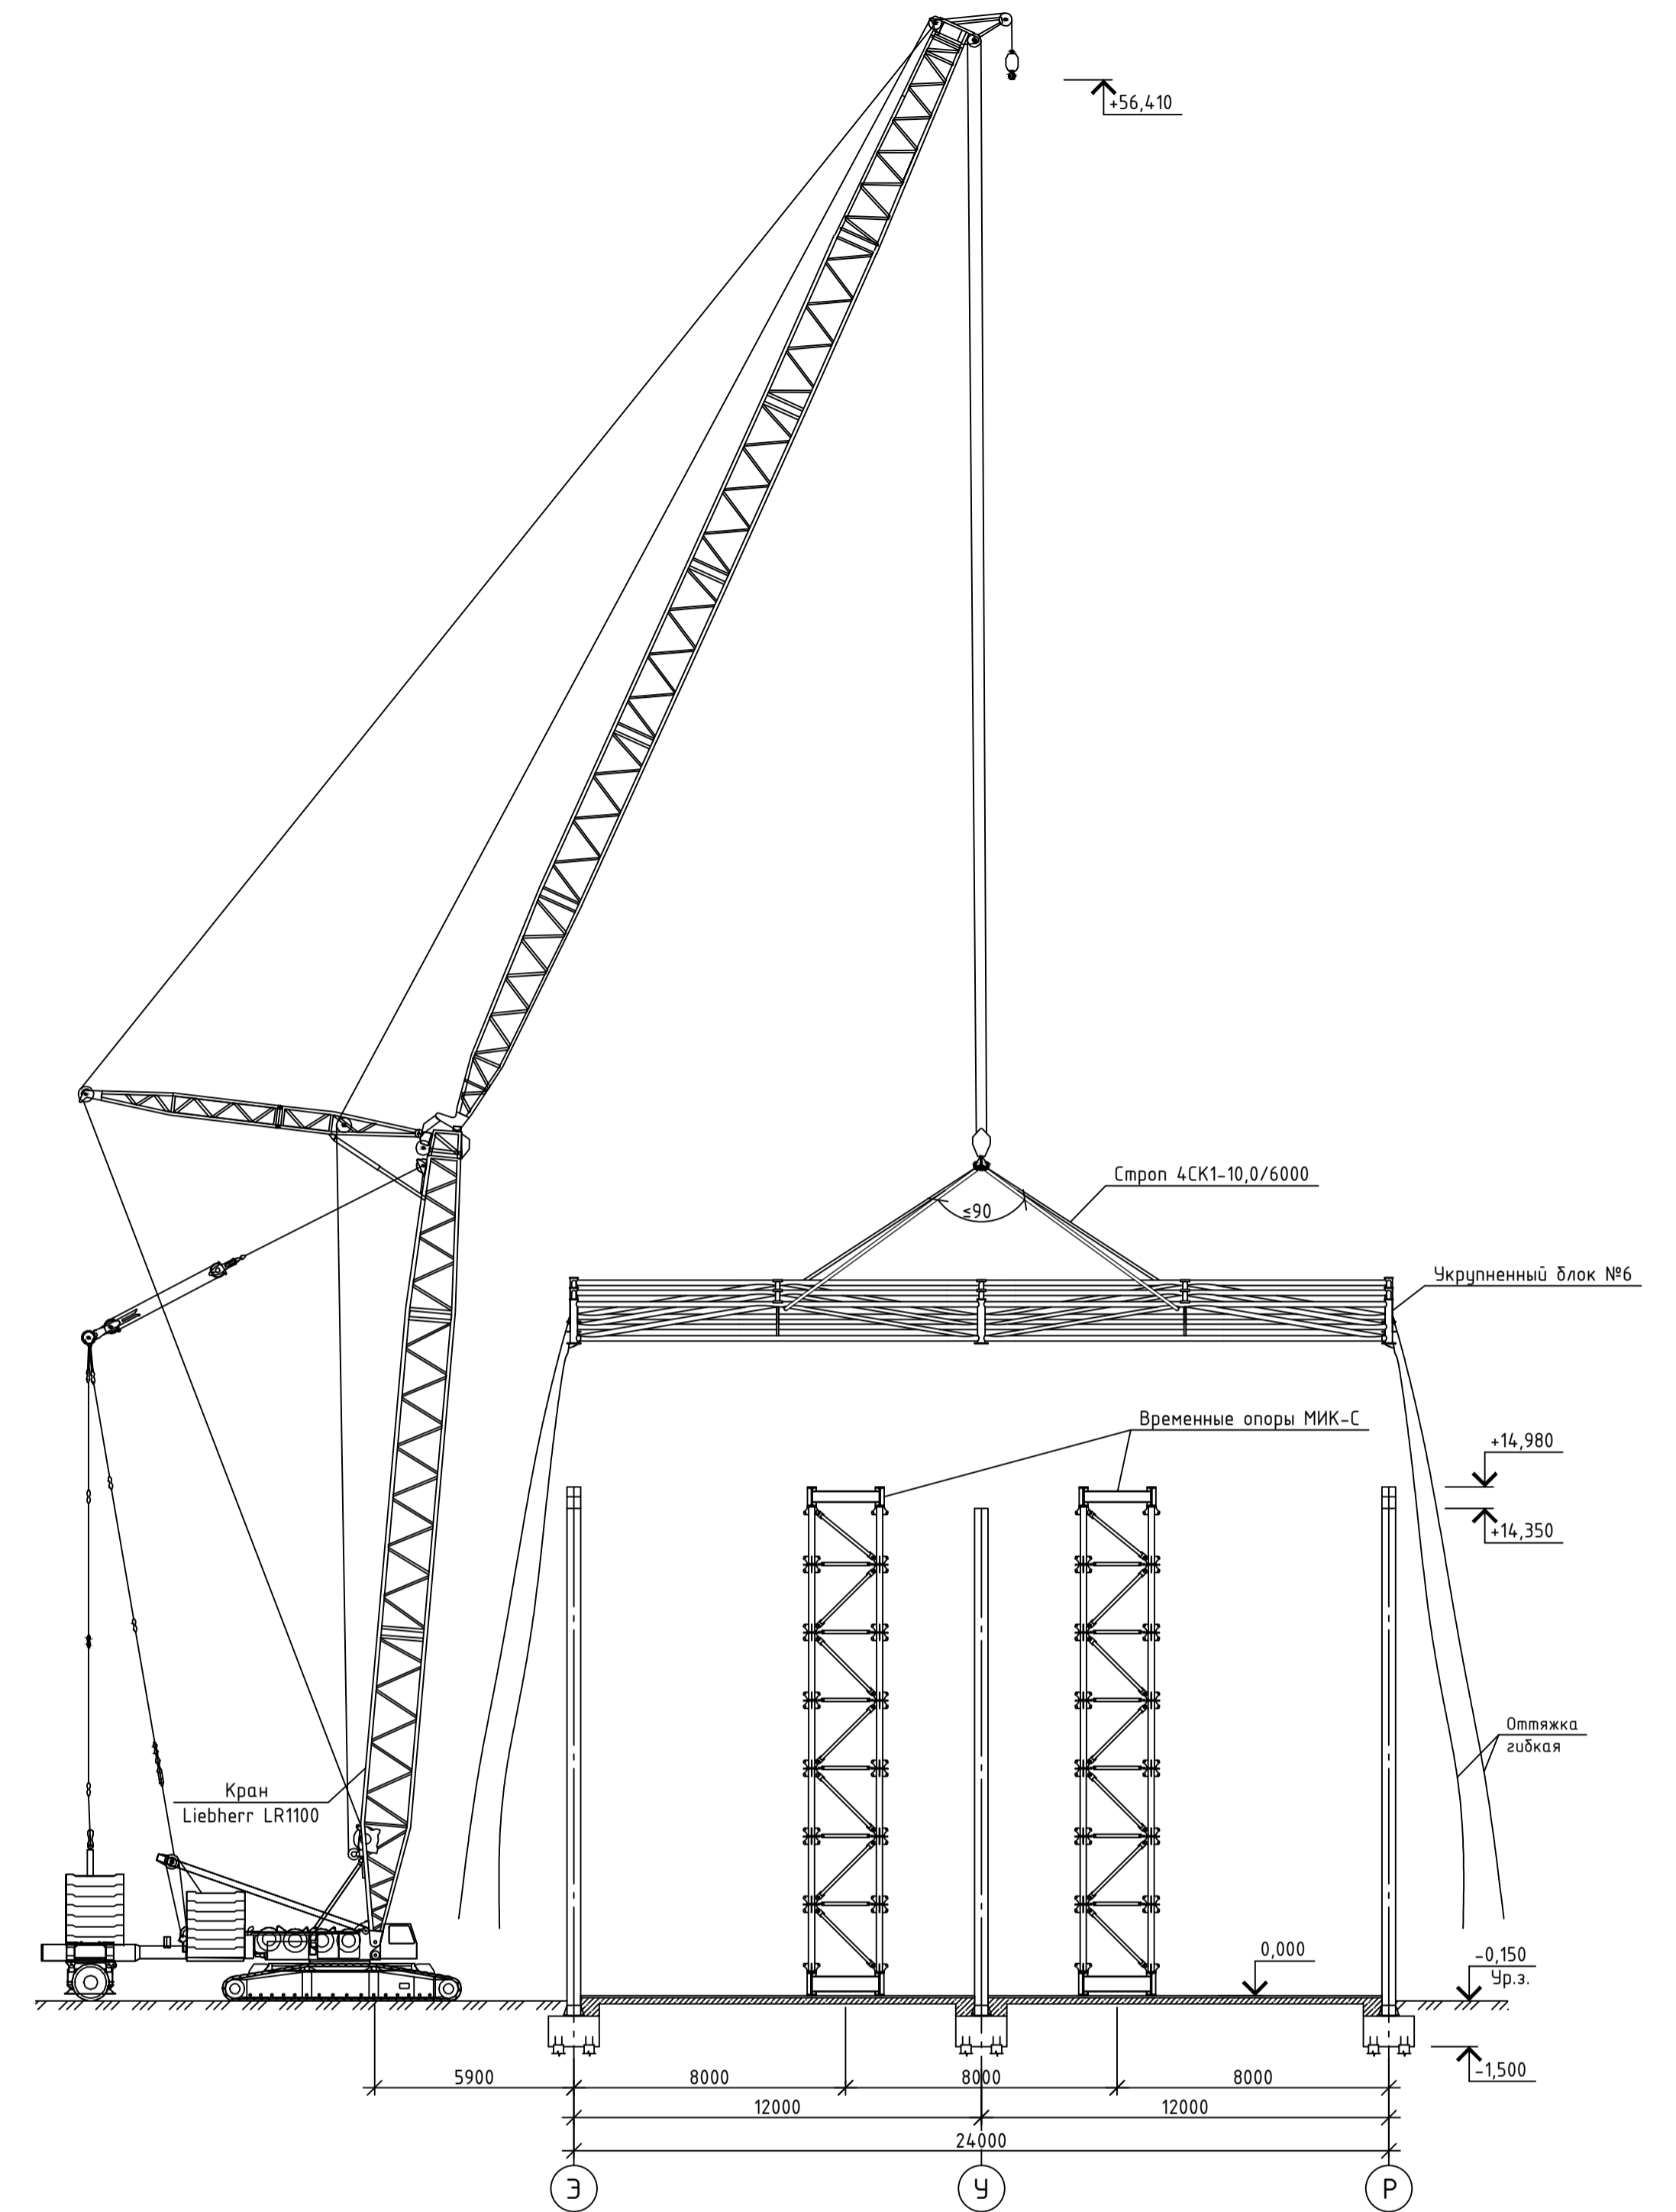 +56,410
Строп 4СК1-10,0/6000
≤90
Укрупненный блок №6
Временные опоры МИК-С
+14,980
+14,350
Оттяжка
гибкая
Кран
Liebherr LR1100
0,000
-0,150
Ур.з.
-1,500
5900
8000
8000
8000
12000
12000
24000
Э
У
Р